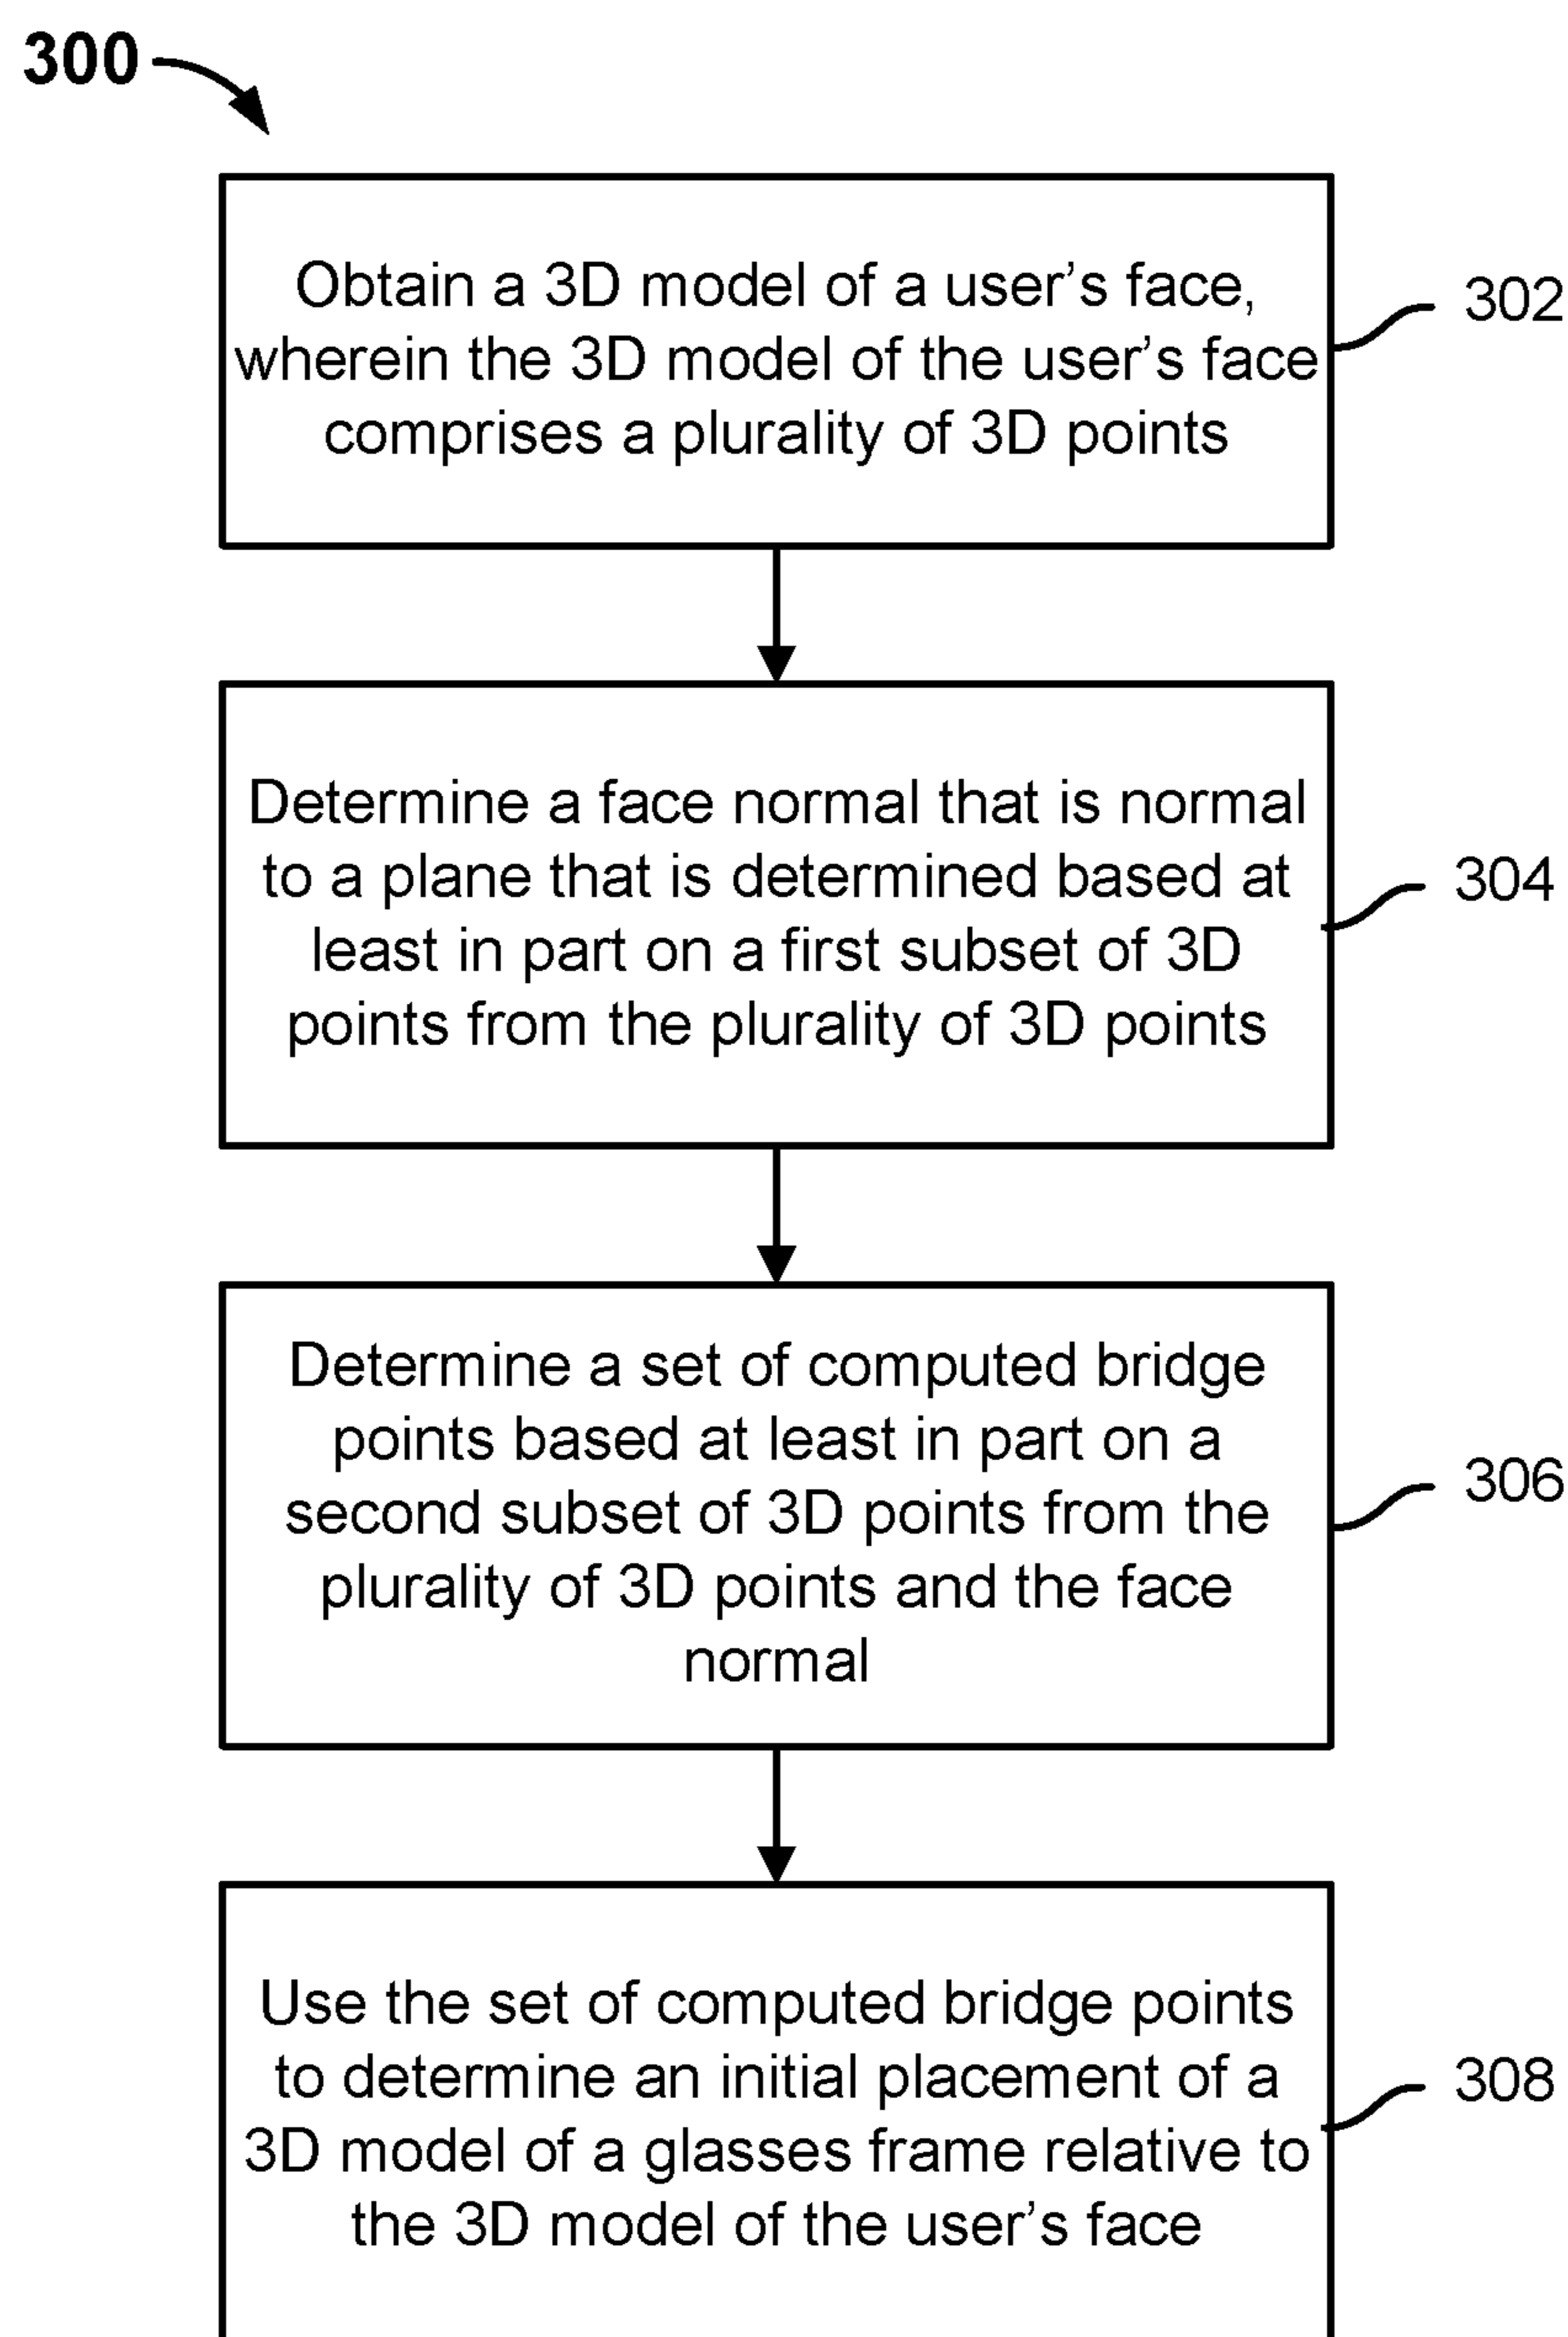 300
Obtain a 3D model of a user’s face,
wherein the 3D model of the user’s face
comprises a plurality of 3D points
302
Determine a face normal that is normal
to a plane that is determined based at
least in part on a first subset of 3D
points from the plurality of 3D points
304
Determine a set of computed bridge
points based at least in part on a
second subset of 3D points from the
plurality of 3D points and the face
normal
306
Use the set of computed bridge points
to determine an initial placement of a
3D model of a glasses frame relative to
the 3D model of the user’s face
308